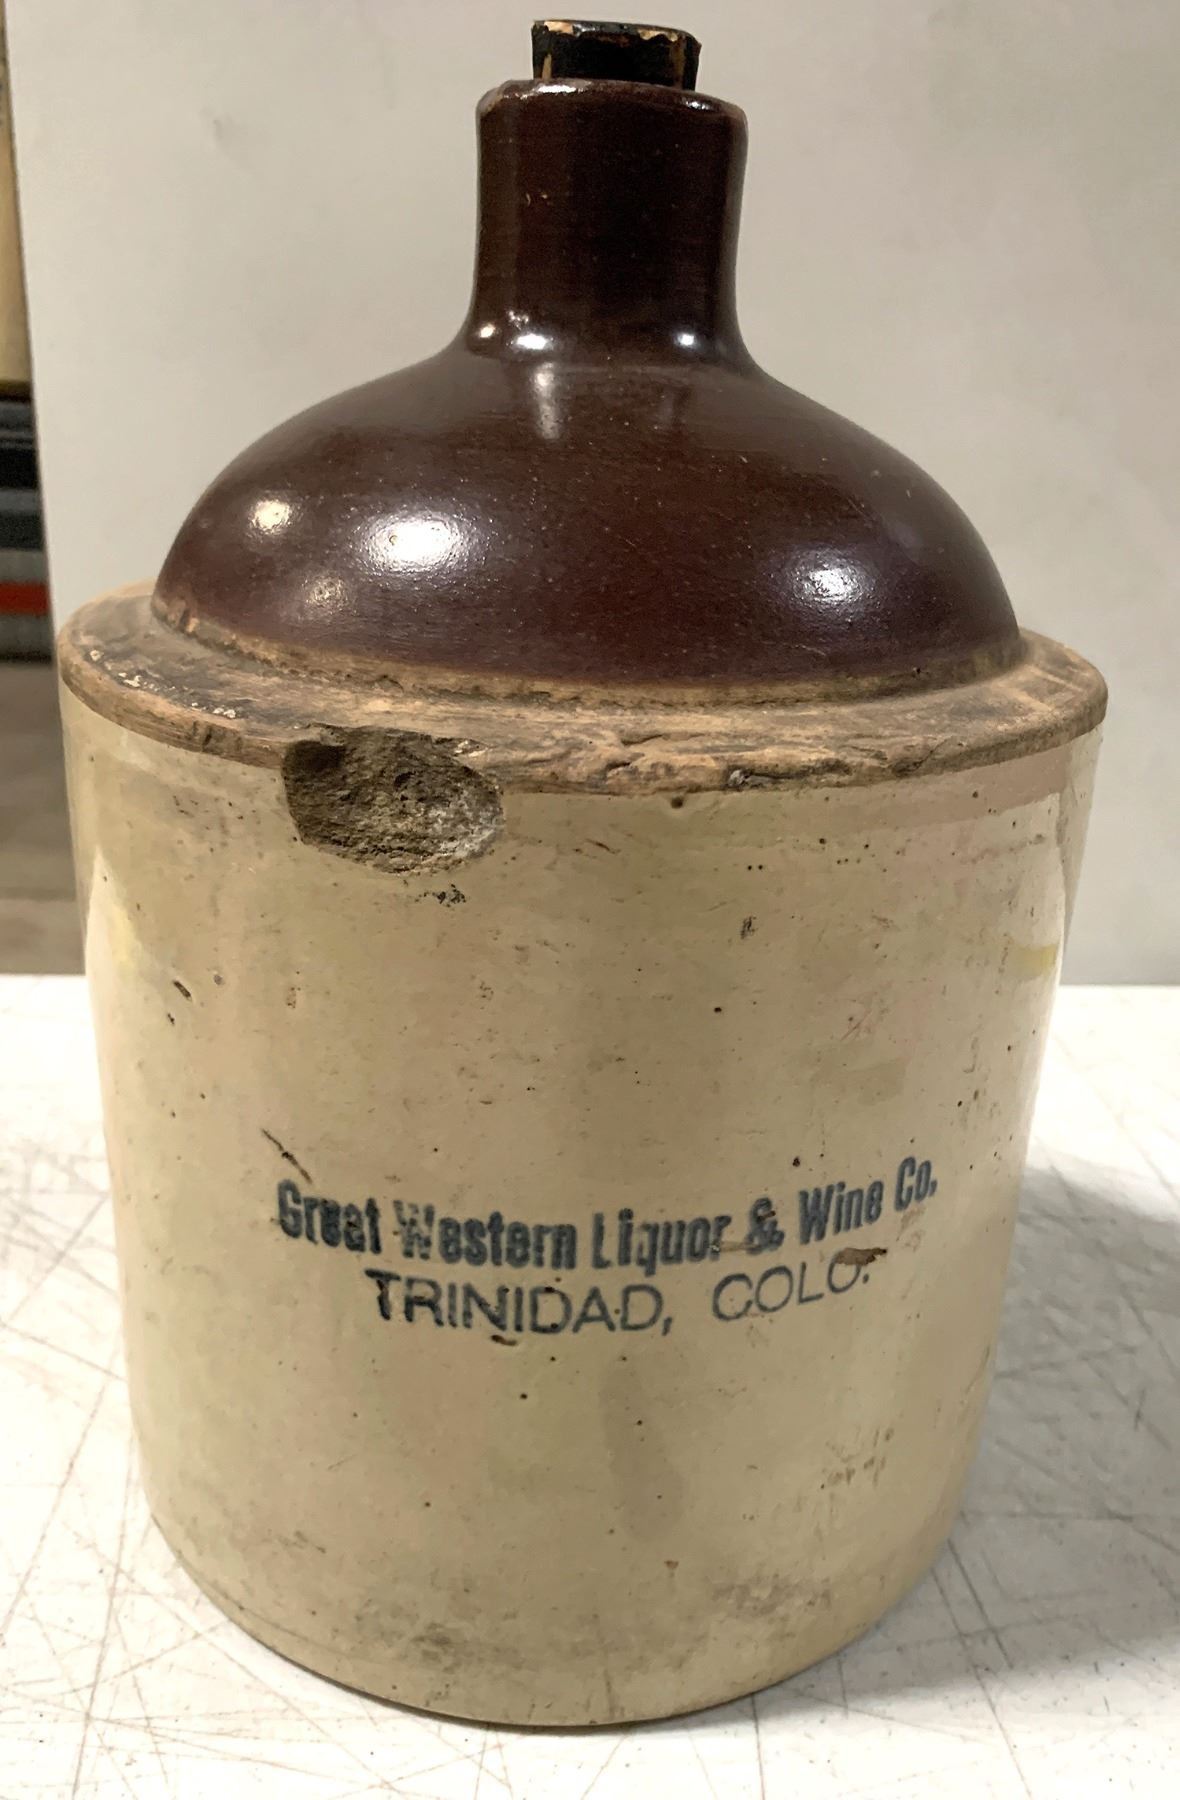 Great Western Liquor & Wine Co.
TRINIDAD, COLO.